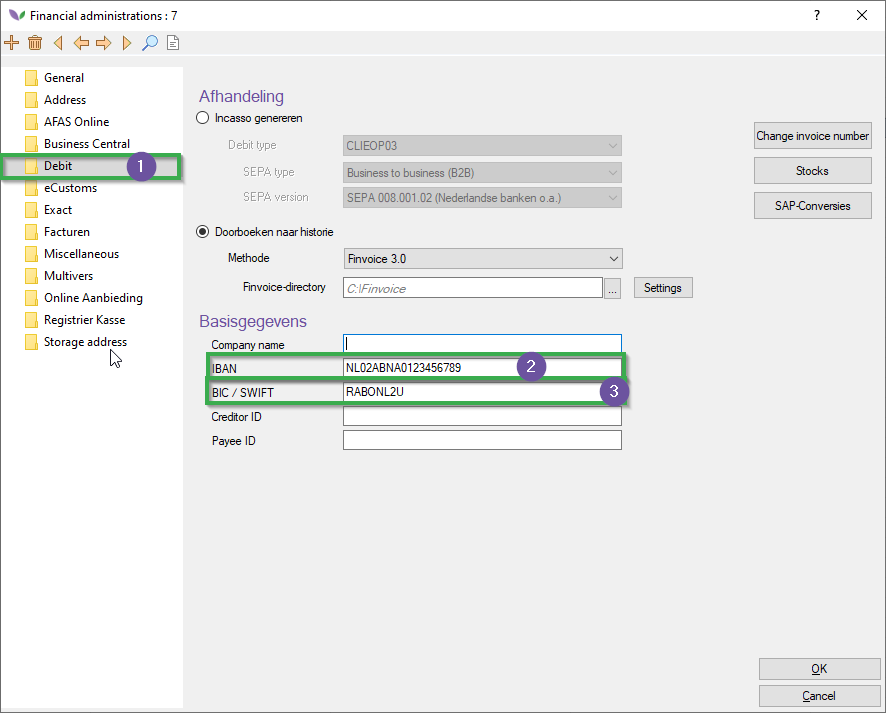 Financial administrations : 7
?
General
Address
AFAS Online
Business Central
Debit
1
eCustoms
Exact
Facturen
Miscellaneous
Multivers
Online Aanbieding
Registrier Kasse
Storage address
Afhandeling
Incasso genereren
Debit type
CLIEOP03
SEPA type
Business to business (B2B)
SEPA version
SEPA 008.001.02 (Nederlandse banken o.a.)
Doorboeken naar historie
Methode
Finvoice 3.0
Finvoice-directory
C:\Finvoice
...
Settings
Basisgegevens
Company name
IBAN
NL02ABNA0123456789
2
BIC / SWIFT
RABONL2U
3
Creditor ID
Payee ID
Change invoice number
Stocks
SAP-Conversies
OK
Cancel